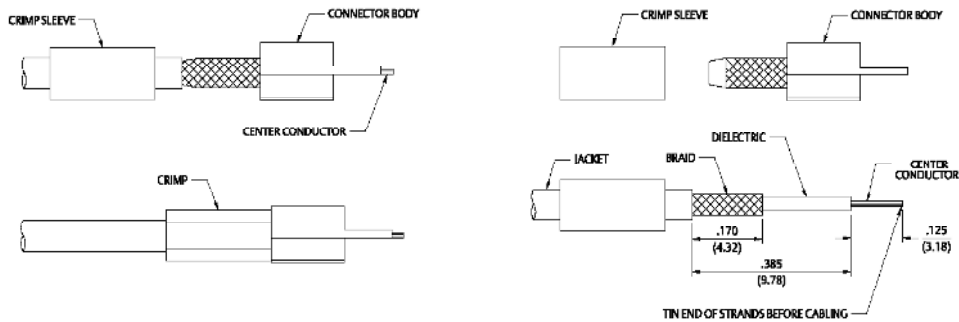 CRIMP SLEEVE
CONNECTOR BODY
CENTER CONDUCTOR
CRIMP
CRIMP SLEEVE
CONNECTOR BODY
DIELECTRIC
JACKET
BRAID
CENTER
CONDUCTOR
.170
(4.32)
.125
(3.18)
.385
(9.78)
TIN END OF STRANDS BEFORE CABLING